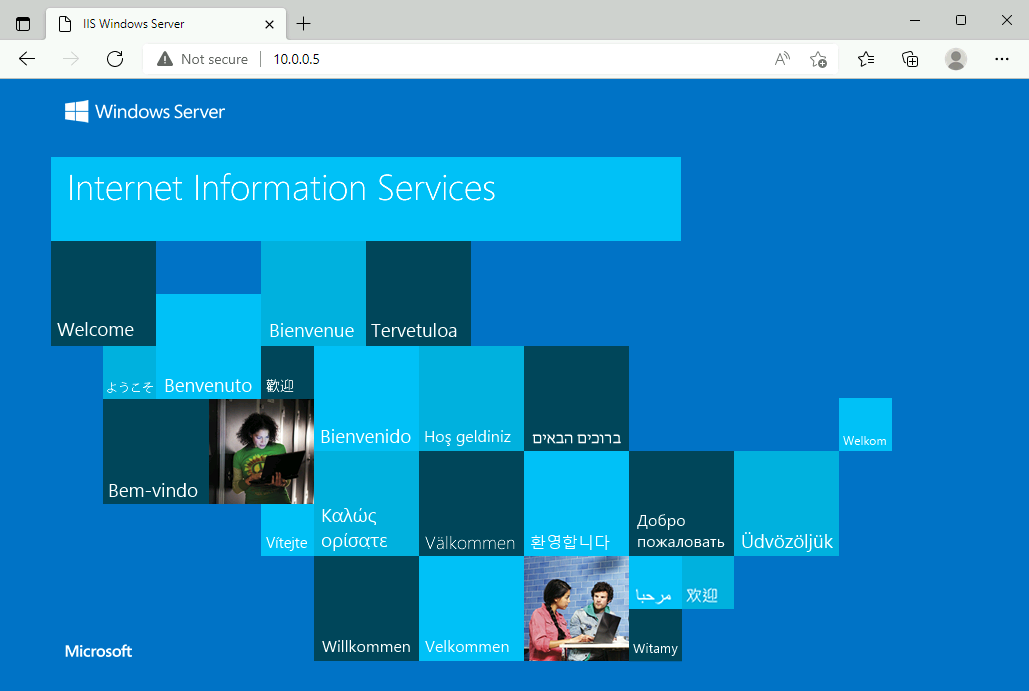 IIS Windows Server
Not secure
10.0.0.5
Windows Server
Internet Information Services
Welcome
Bienvenue
Tervetuloa
ようこそ
Benvenuto
歡迎
Bienvenido
Hoş geldiniz
ברוכים הבאים
Welkom
Bem-vindo
Vítejte
Καλώς
ορίσατε
Välkommen
환영합니다
Добро
пожаловать
Üdvözöljük
مرحبا
欢迎
Willkommen
Velkommen
Witamy
Microsoft